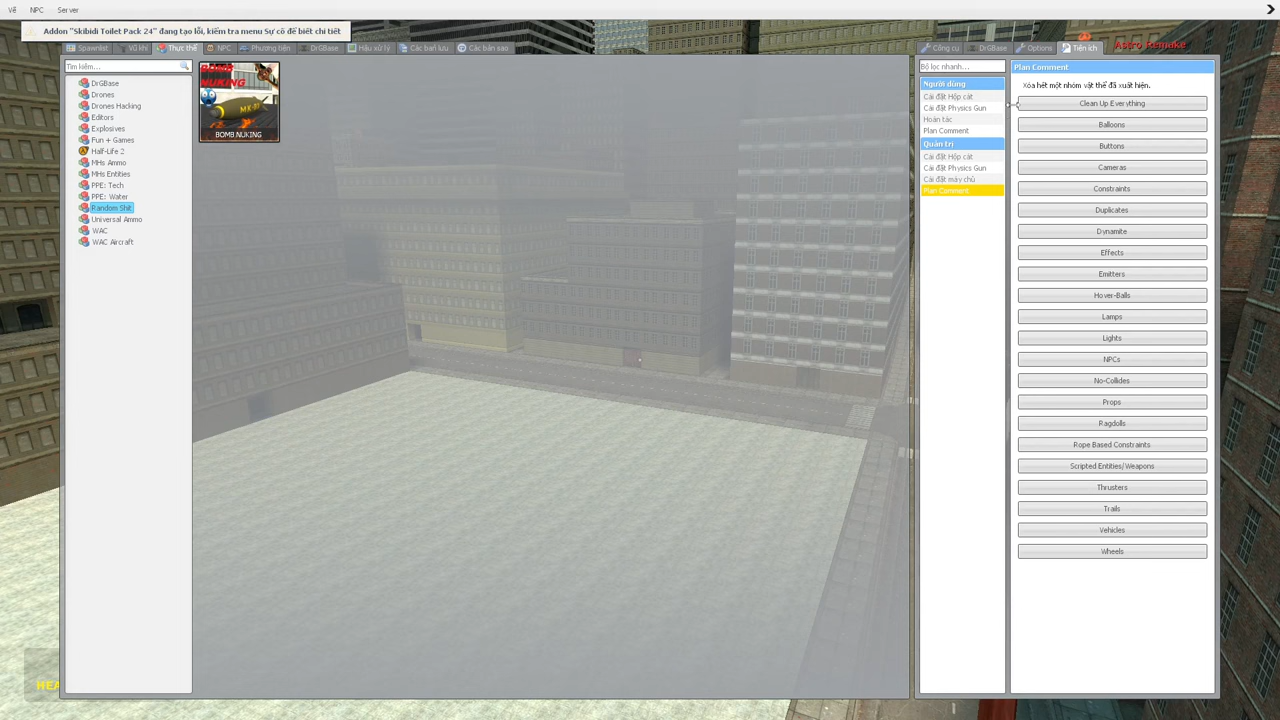 Vẽ
NPC
Server
Addon "Skibidi Toilet Pack 24" đang tạo lỗi, kiểm tra menu Sự cố để biết chi tiết
Spawnlist
Vũ khí
Thực thể
NPC
Phương tiện
DrGBase
Hậu xử lý
Các bản lưu
Các bản sao
Công cụ
DrGBase
Options
Tiện ích
Astro Remake
Tìm kiếm...
DrGBase
Drones
Drones Hacking
Editors
Explosives
Fun + Games
Half-Life 2
MHs Ammo
MHs Entities
PPE: Tech
PPE: Water
Random Shit
Universal Ammo
WAC
WAC Aircraft
BOMB
NUKING
BOMB NUKING
Bộ lọc nhanh...
Người dùng
Cài đặt Hộp cát
Cài đặt Physics Gun
Hoàn tác
Plan Comment
Quản trị
Cài đặt Hộp cát
Cài đặt Physics Gun
Cài đặt máy chủ
Plan Comment
Plan Comment
Xóa hết một nhóm vật thể đã xuất hiện.
Clean Up Everything
Balloons
Buttons
Cameras
Constraints
Duplicates
Dynamite
Effects
Emitters
Hover-Balls
Lamps
Lights
NPCs
No-Collides
Props
Ragdolls
Rope Based Constraints
Scripted Entities/Weapons
Thrusters
Trails
Vehicles
Wheels
HEA